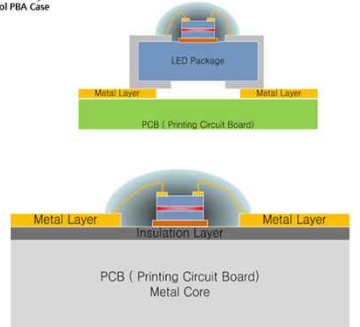 ol PBA Case
LED Package
Metal Layer Metal Layer
PCB ( Printing Circuit Board)
Metal Layer Metal Layer
Insulation Layer
PCB ( Printing Circuit Board)
Metal Core